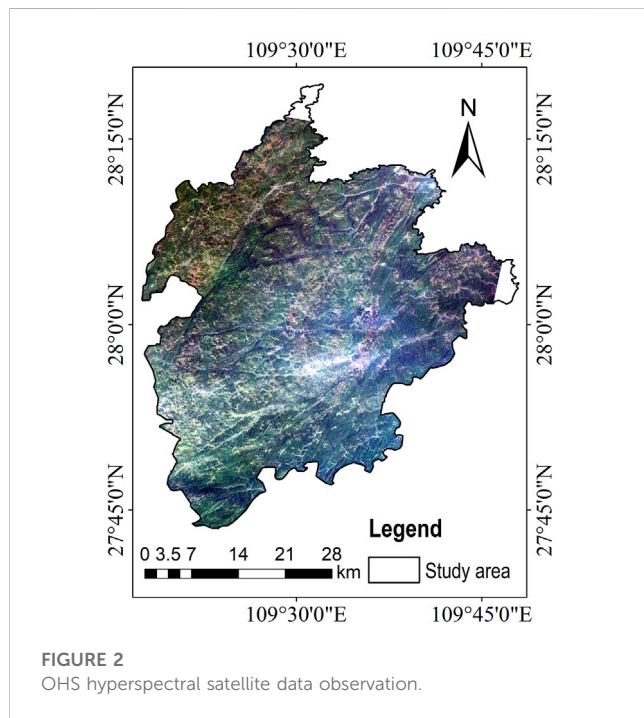 109°30'0"E 109°45'0"E
N
28°15'0"N 28°15'0"N
28°0'0"N 28°0'0"N
27°45'0"N 27°45'0"N
Legend
0 3.5 7 14 21 28
km
Study area
109°30'0"E 109°45'0"E
FIGURE 2
OHS hyperspectral satellite data observation.